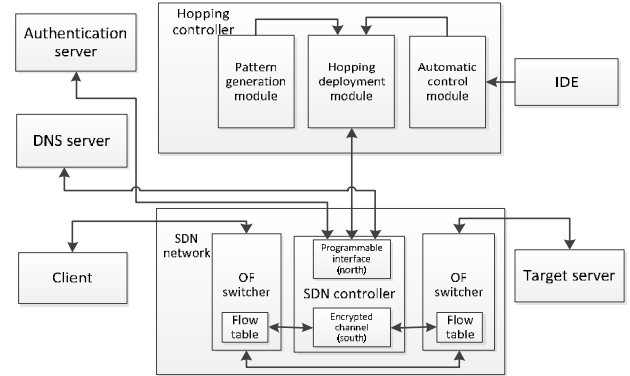 Authentication
server
Hopping
controller
Pattern
generation
module
Hopping
deployment
module
Automatic
control
module
IDE
DNS server
SDN
network
Client
OF
switcher
Flow
table
Programmable
interface
(north)
SDN controller
Encrypted
channel
(south)
OF
switcher
Flow
table
Target server